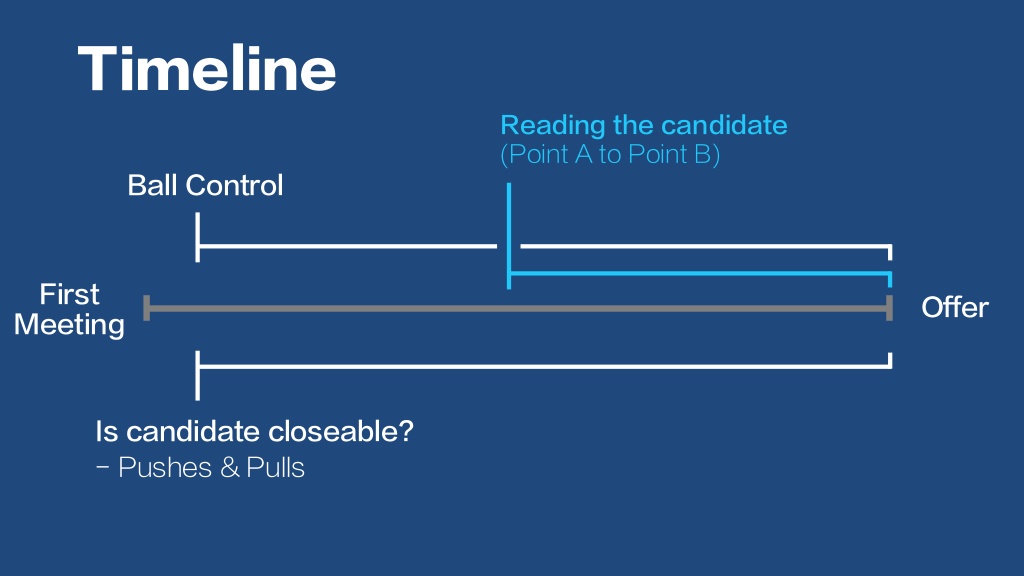 Timeline
Reading the candidate
(Point A to Point B)
Ball Control
First
Meeting
Offer
Is candidate closeable?
– Pushes & Pulls